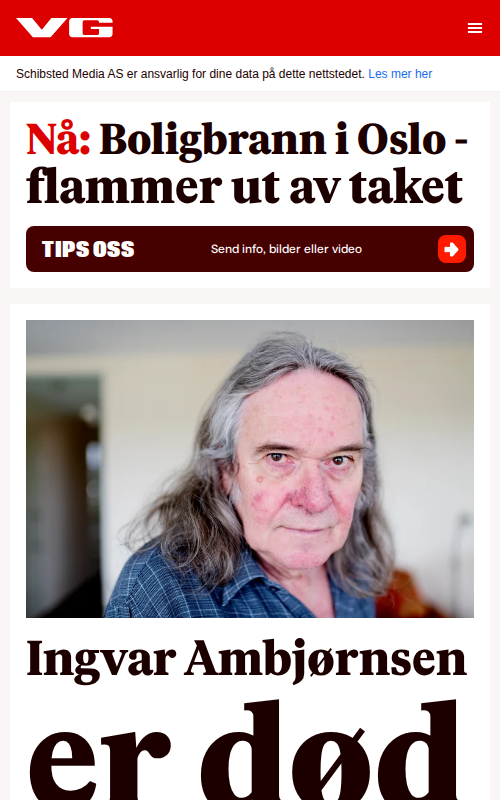 VG
Schibsted Media AS er ansvarlig for dine data på dette nettstedet. Les mer her
Nå: Boligbrann i Oslo -
flammer ut av taket
TIPS OSS Send info, bilder eller video
Ingvar Ambjørnsen
er død